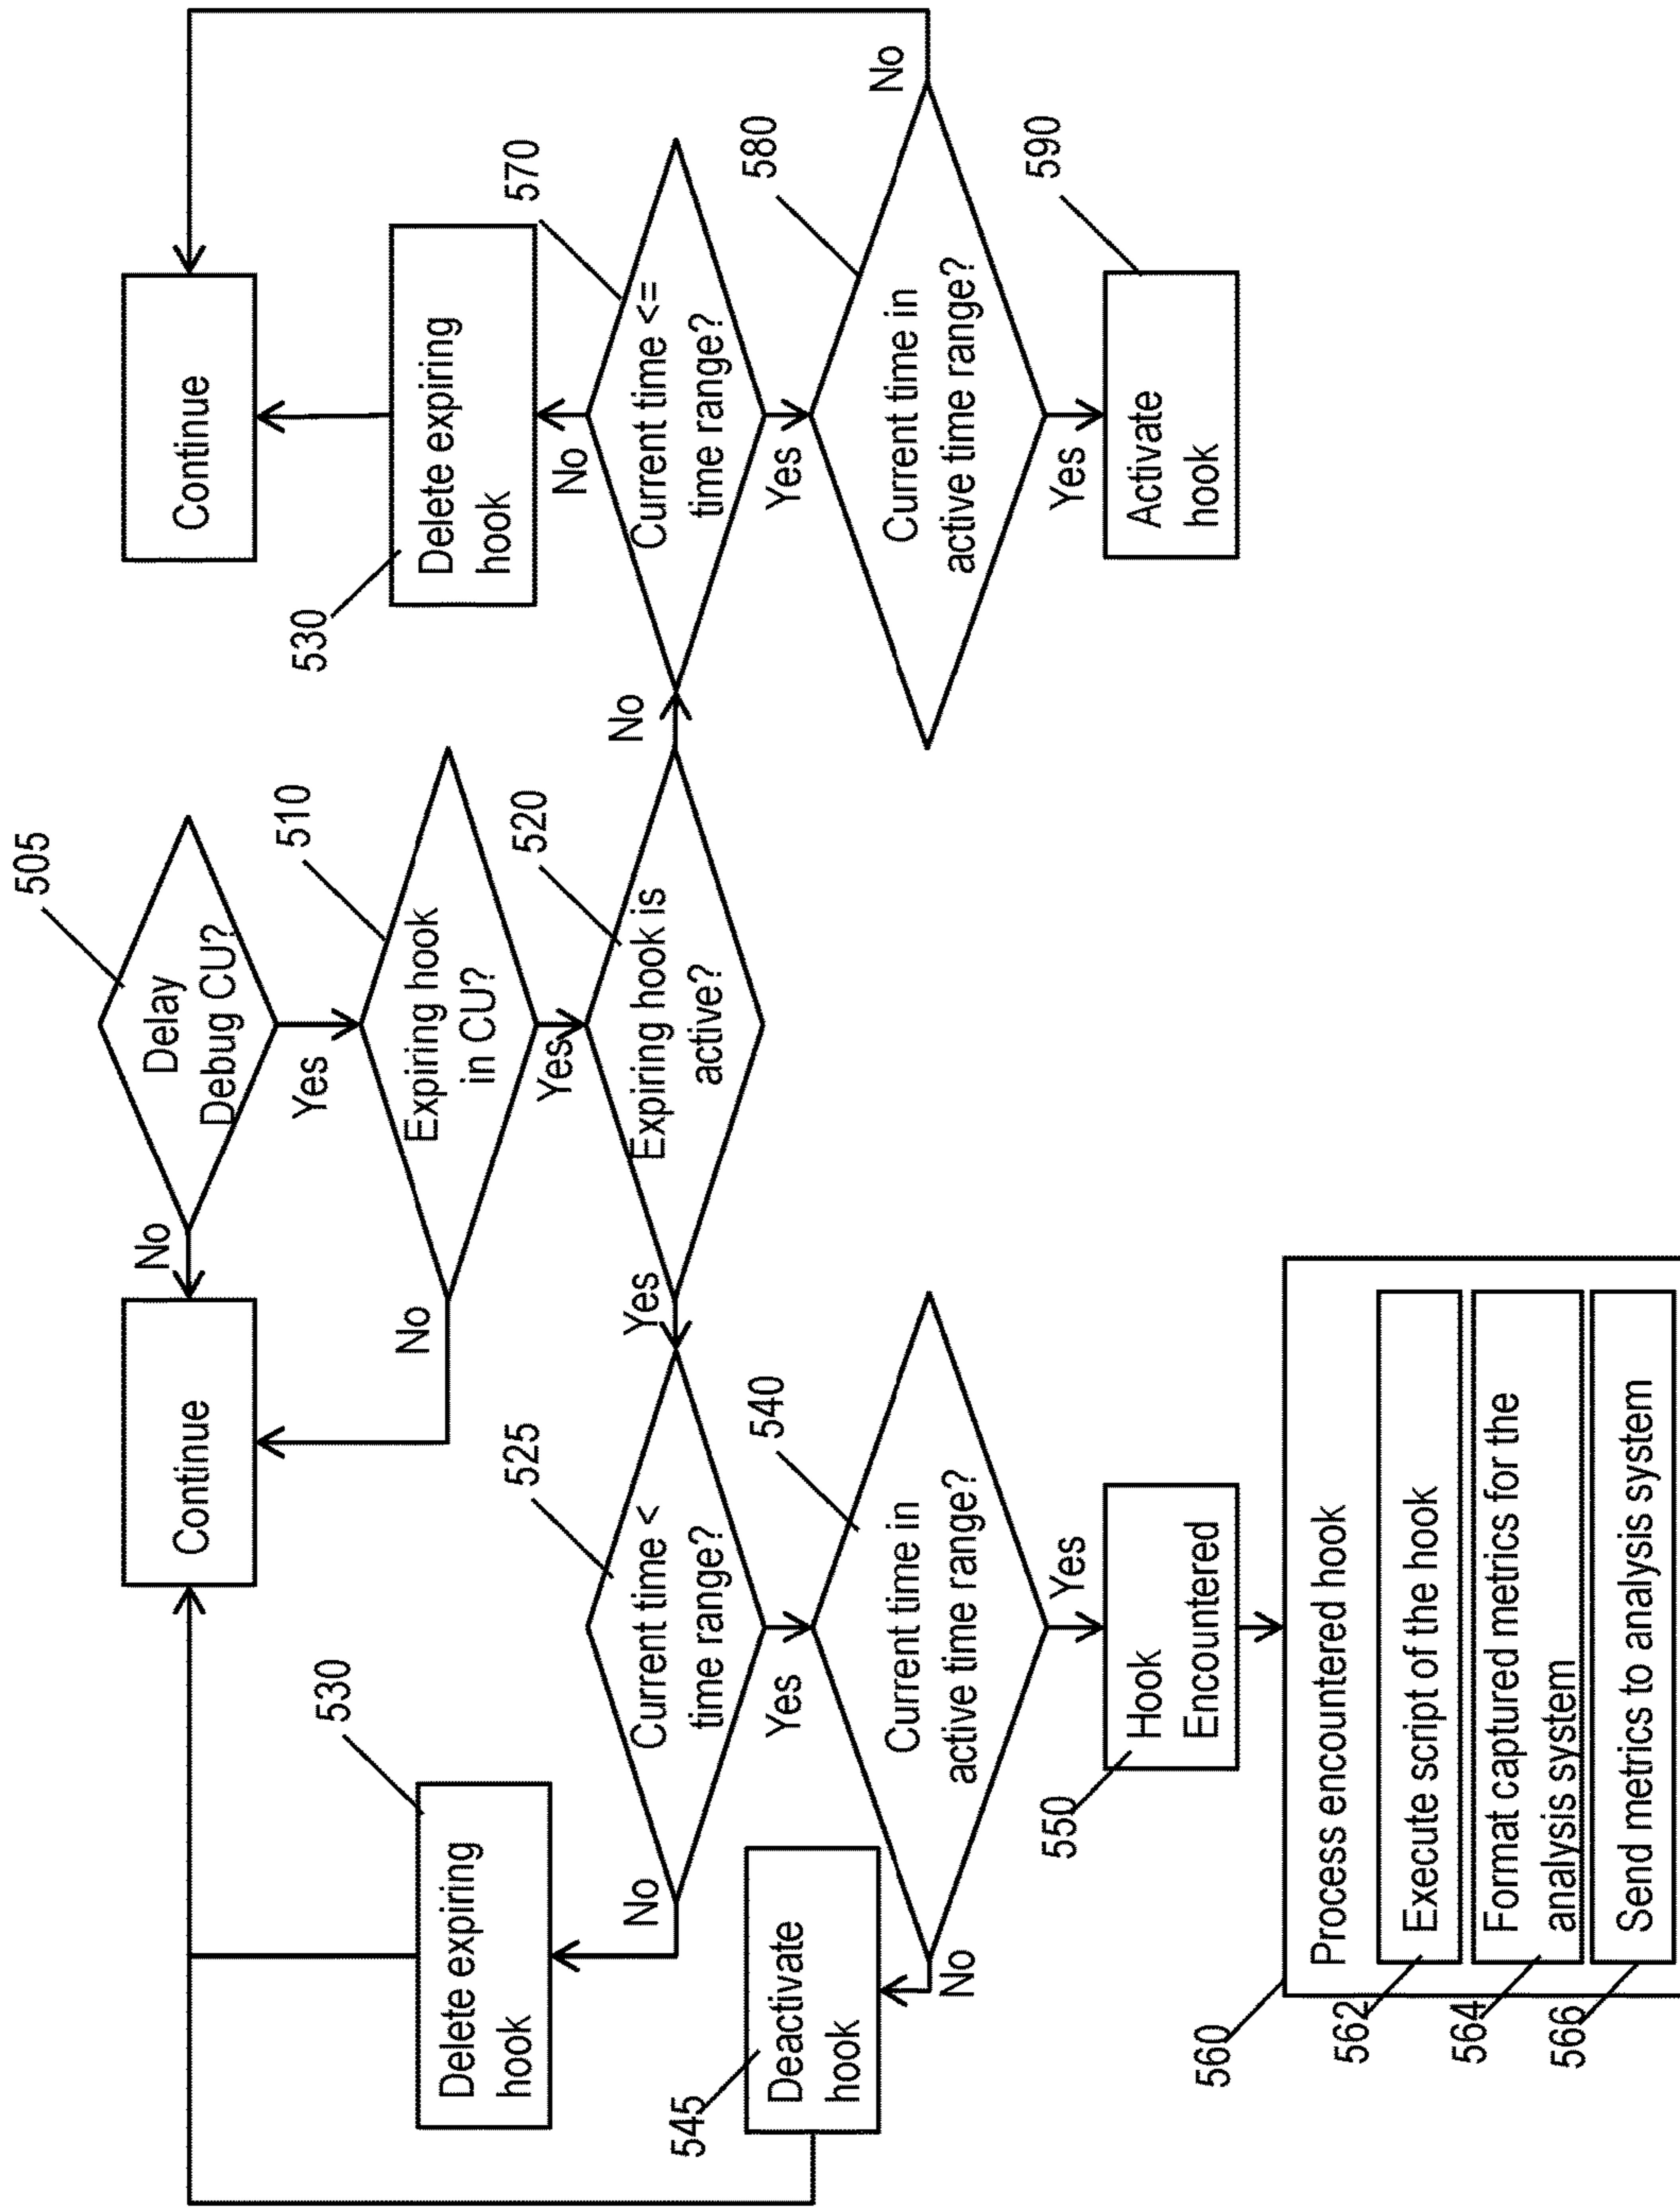 505
Delay
Debug CU?
No
Yes
Continue
510
Expiring hook
in CU?
No
Yes
520
Expiring hook is
active?
Yes
No
525
Current time <
time range?
No
Yes
530
Delete expiring
hook
540
Current time in
active time range?
No
Yes
545
Deactivate
hook
550
Hook
Encountered
560
Process encountered hook
562
Execute script of the hook
564
Format captured metrics for the
analysis system
566
Send metrics to analysis system
Continue
530
Delete expiring
hook
570
Current time <=
time range?
No
Yes
580
Current time in
active time range?
No
Yes
590
Activate
hook